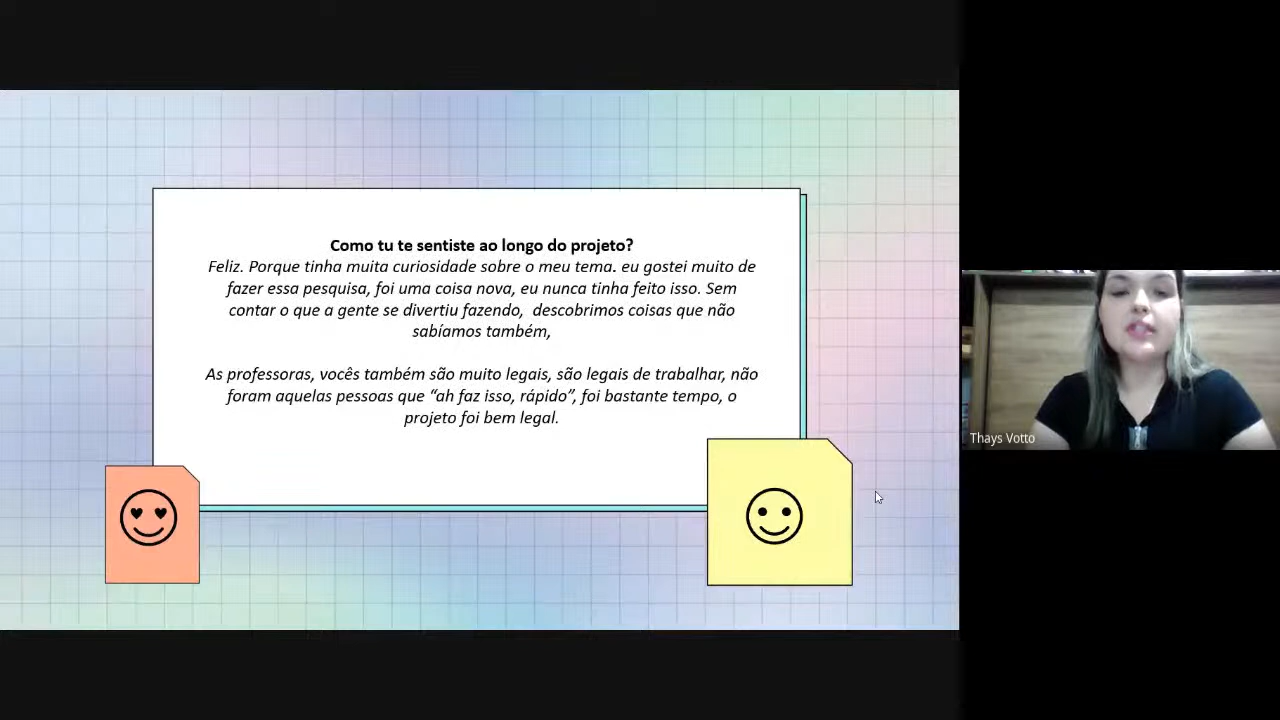 Como tu te sentiste ao longo do projeto?
Feliz. Porque tinha muita curiosidade sobre o meu tema. eu gostei muito de
fazer essa pesquisa, foi uma coisa nova, eu nunca tinha feito isso. Sem
contar o que a gente se divertiu fazendo, descobrimos coisas que não
sabíamos também,
As professoras, vocês também são muito legais, são legais de trabalhar, não
foram aquelas pessoas que “ah faz isso, rápido”, foi bastante tempo, o
projeto foi bem legal.
Thays Votto